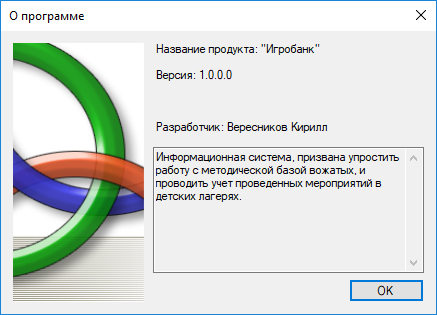 О программе
Название продукта: "Игробанк"
Версия: 1.0.0.0
Разработчик: Вересников Кирилл
Информационная система, призвана упростить
работу с методической базой вожатых, и
проводить учет проведенных мероприятий в
детских лагерях.
OK